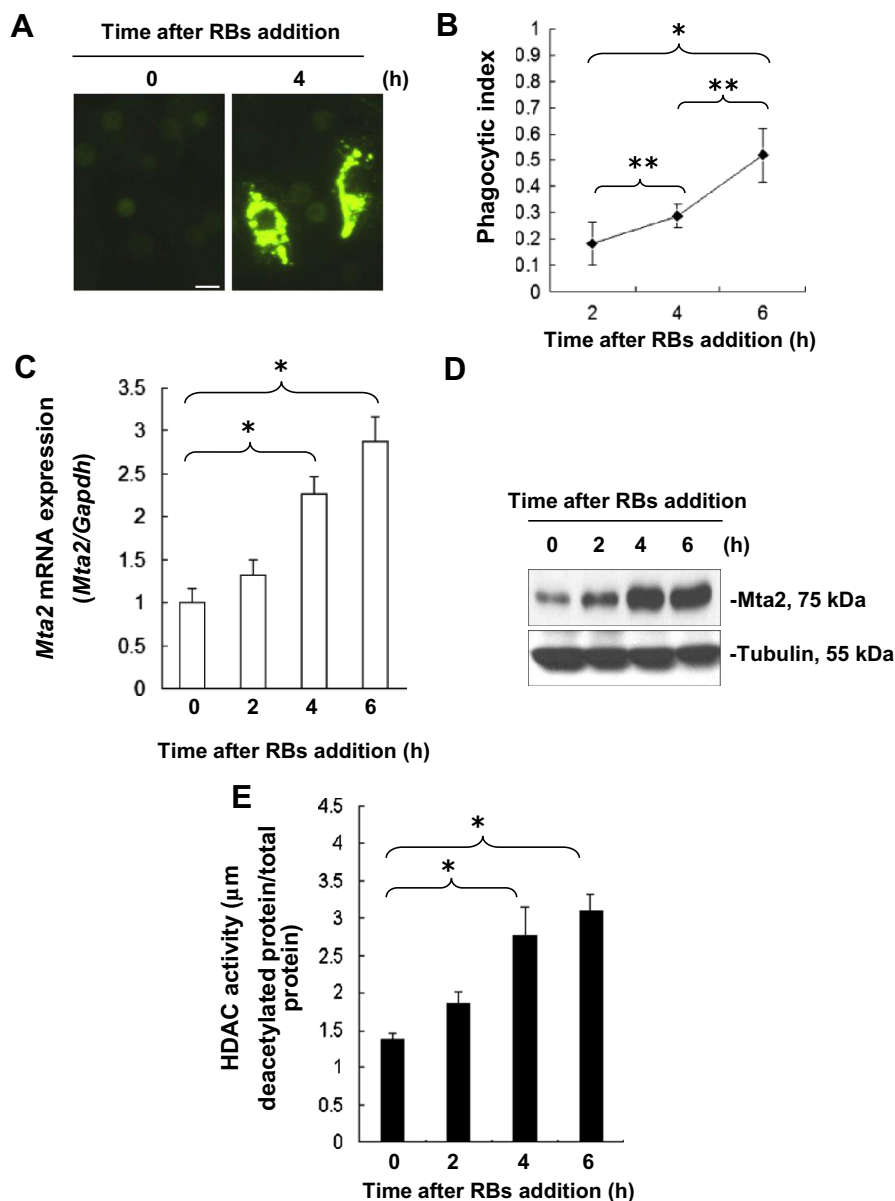 A
Time after RBs addition
0 4 (h)
B
Phagocytic index
1
0.9
0.8
0.7
0.6
0.5
0.4
0.3
0.2
0.1
0
*
**
**
2 4 6
Time after RBs addition (h)
C
Mta2 mRNA expression
(Mta2/Gapdh)
3.5
3
2.5
2
1.5
1
0.5
0
*
*
0 2 4 6
Time after RBs addition (h)
D
Time after RBs addition
0 2 4 6 (h)
-Mta2, 75 kDa
-Tubulin, 55 kDa
E
HDAC activity (μm
deacetylated protein/total
protein)
4.5
4
3.5
3
2.5
2
1.5
1
0.5
0
*
*
0 2 4 6
Time after RBs addition (h)